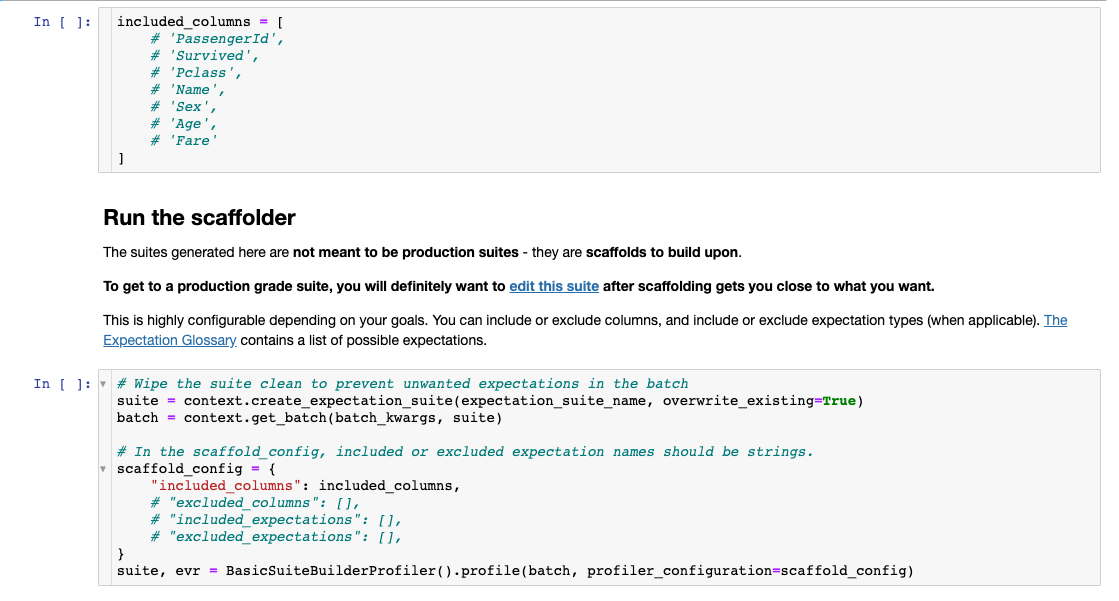 In [ ]:
included_columns = [
    # 'PassengerId',
    # 'Survived',
    # 'Pclass',
    # 'Name',
    # 'Sex',
    # 'Age',
    # 'Fare'
]
Run the scaffolder
The suites generated here are not meant to be production suites - they are scaffolds to build upon.
To get to a production grade suite, you will definitely want to edit this suite after scaffolding gets you close to what you want.
This is highly configurable depending on your goals. You can include or exclude columns, and include or exclude expectation types (when applicable). The
Expectation Glossary contains a list of possible expectations.
In [ ]:
# Wipe the suite clean to prevent unwanted expectations in the batch
suite = context.create_expectation_suite(expectation_suite_name, overwrite_existing=True)
batch = context.get_batch(batch_kwargs, suite)

# In the scaffold_config, included or excluded expectation names should be strings.
scaffold_config = {
    "included_columns": included_columns,
    # "excluded_columns": [],
    # "included_expectations": [],
    # "excluded_expectations": [],
}
suite, evr = BasicSuiteBuilderProfiler().profile(batch, profiler_configuration=scaffold_config)